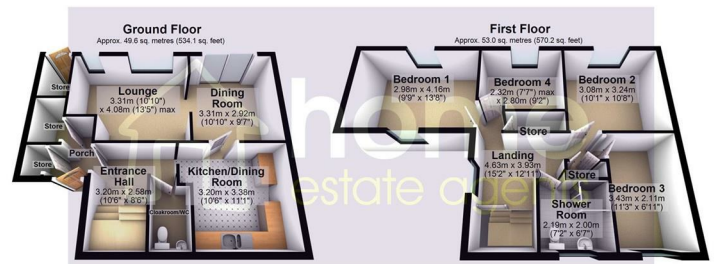 Ground Floor
Approx. 49.6 sq. metres (534.1 sq. feet)
Store
Lounge
3.31m (10'10")
x 4.08m (13'5") max
Dining
Room
3.31m x 2.92m
(10'10" x 9'7")
Store
Store
Porch
Entrance
Hall
3.20m x 2.58m
(10'6" x 8'6")
Cloakroom/WC
Kitchen/Dining
Room
3.20m x 3.38m
(10'6" x 11'1")
First Floor
Approx. 53.0 sq. metres (570.2 sq. feet)
Bedroom 1
2.98m x 4.16m
(9'9" x 13'8")
Bedroom 4
2.32m (7'7") max
x 2.80m (9'2")
Bedroom 2
3.08m x 3.24m
(10'1" x 10'8")
Store
Landing
4.63m x 3.93m
(15'2" x 12'11")
Store
Shower
Room
2.19m x 2.00m
(7'2" x 6'7")
Bedroom 3
3.43m x 2.11m
(11'3" x 6'11")
home
estate agent